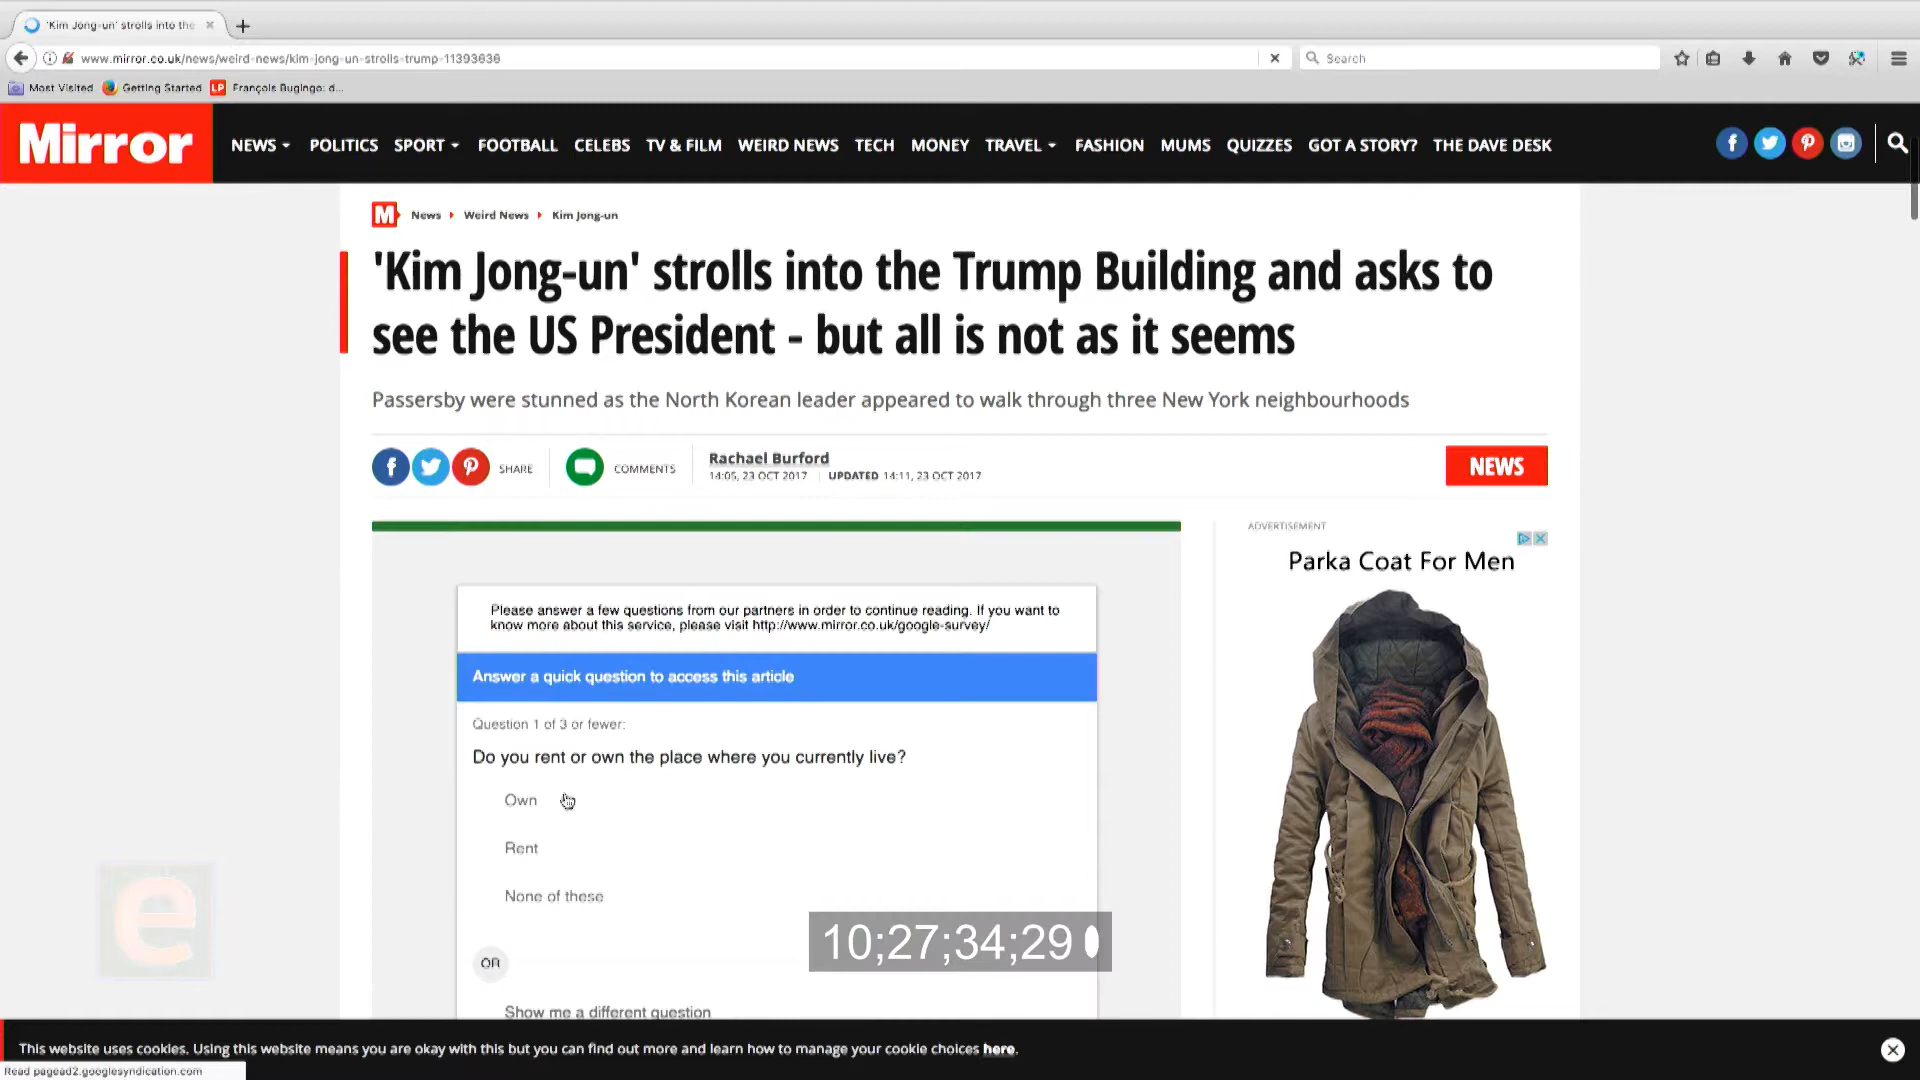 'Kim Jong-un' strolls into the
www.mirror.co.uk/news/weird-news/kim-jong-un-strolls-trump-11393636
Search
Most Visited
Getting Started
LP
François Bugingo: d...
Mirror
NEWS
POLITICS
SPORT
FOOTBALL
CELEBS
TV & FILM
WEIRD NEWS
TECH
MONEY
TRAVEL
FASHION
MUMS
QUIZZES
GOT A STORY?
THE DAVE DESK
M
News
Weird News
Kim Jong-un
'Kim Jong-un' strolls into the Trump Building and asks to
see the US President - but all is not as it seems
Passersby were stunned as the North Korean leader appeared to walk through three New York neighbourhoods
SHARE
COMMENTS
Rachael Burford
14:05, 23 OCT 2017
UPDATED 14:11, 23 OCT 2017
NEWS
ADVERTISEMENT
Parka Coat For Men
Please answer a few questions from our partners in order to continue reading. If you want to
know more about this service, please visit http://www.mirror.co.uk/google-survey/
Answer a quick question to access this article
Question 1 of 3 or fewer:
Do you rent or own the place where you currently live?
Own
Rent
None of these
OR
Show me a different question
e
10;27;34;29
This website uses cookies. Using this website means you are okay with this but you can find out more and learn how to manage your cookie choices here.
Read pagead2.googlesyndication.com